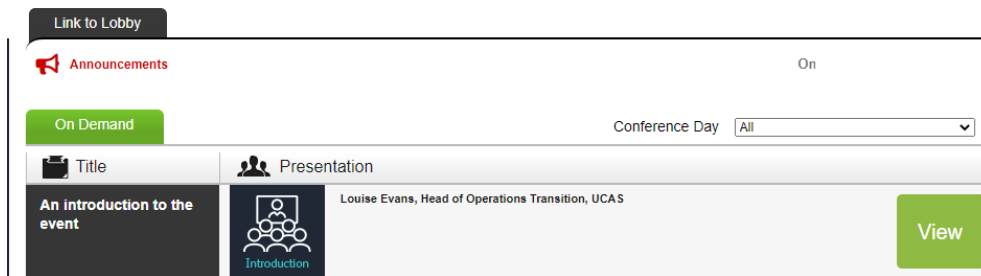 Link to Lobby
Announcements
On
On Demand
Conference Day
All
Title
Presentation
An introduction to the
event
Introduction
Louise Evans, Head of Operations Transition, UCAS
View